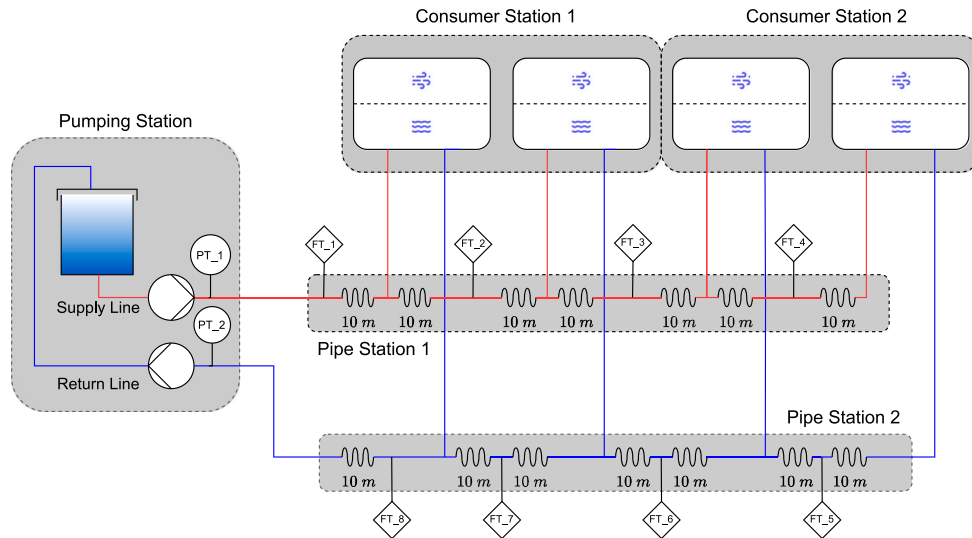 Consumer Station 1
Consumer Station 2
Pumping Station
PT_1
FT_1
FT_2
FT_3
FT_4
Supply Line
10 m
10 m
10 m
10 m
10 m
10 m
10 m
PT_2
Pipe Station 1
Return Line
Pipe Station 2
10 m
10 m
10 m
10 m
10 m
10 m
10 m
FT_8
FT_7
FT_6
FT_5